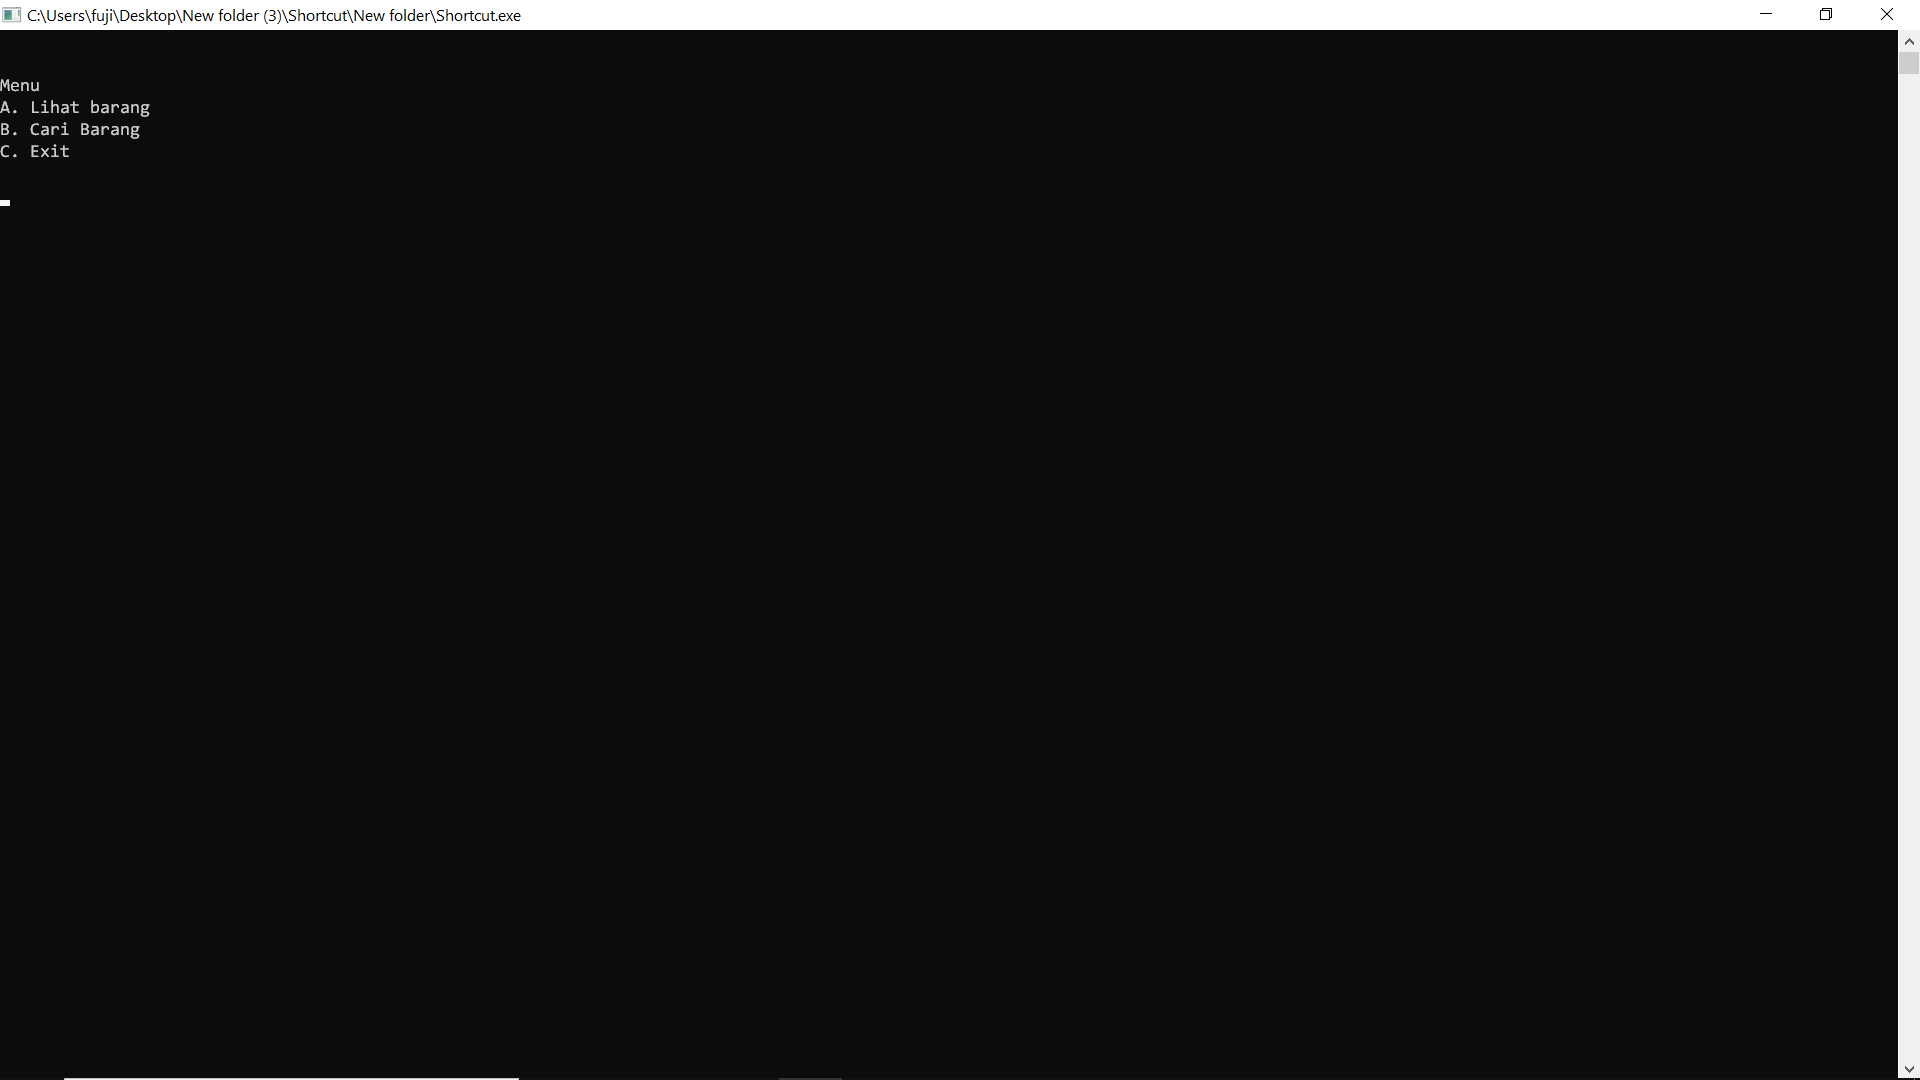 C:\Users\fuji\Desktop\New folder (3)\Shortcut\New folder\Shortcut.exe
Menu
A. Lihat barang
B. Cari Barang
C. Exit